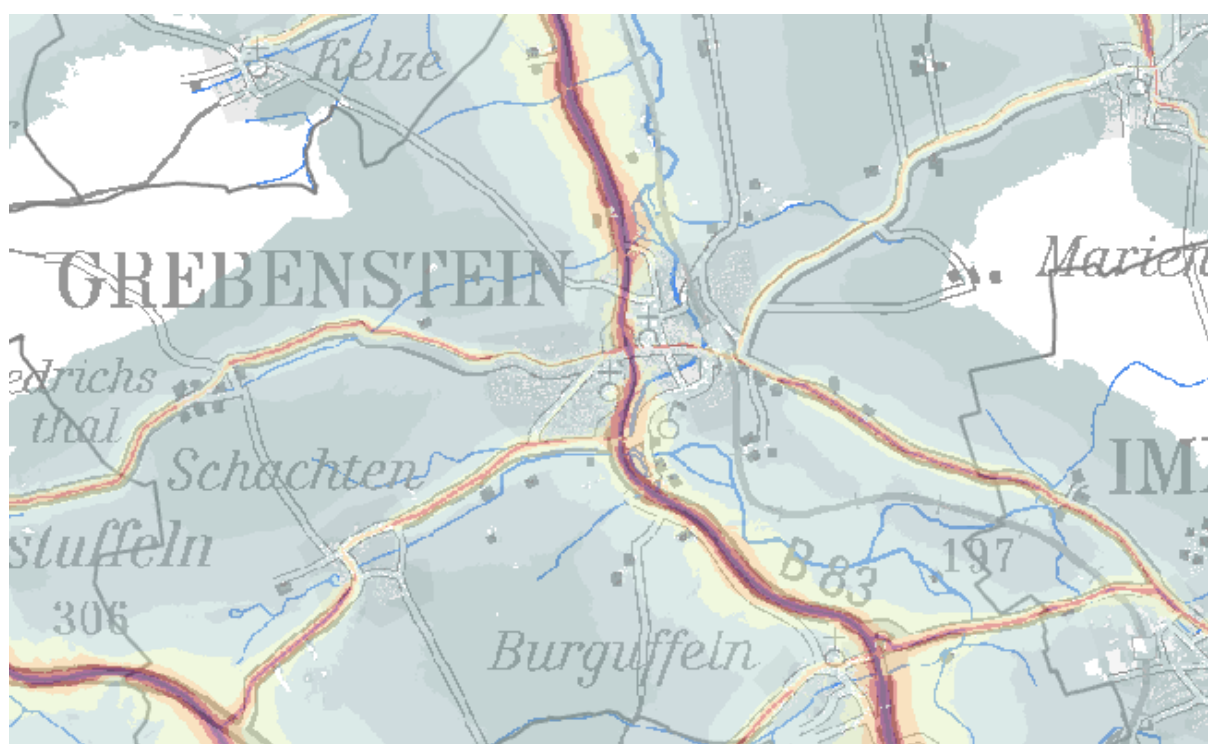 Kelze
GREBENSTEIN
Marien
edrichs
thal
Schachten
IM
stuffeln
B 83
197
306
Burguffeln